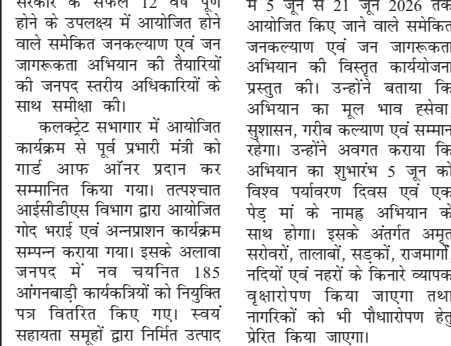 सरकार के सफल 12 वर्ष पूर्ण
होने के उपलक्ष्य में आयोजित होने
वाले समेकित जनकल्याण एवं जन
जागरूकता अभियान की तैयारियों
की जनपद स्तरीय अधिकारियों के
साथ समीक्षा की।
कलक्ट्रेट सभागार में आयोजित
कार्यक्रम से पूर्व प्रभारी मंत्री को
गार्ड आफ ऑनर प्रदान कर
सम्मानित किया गया। तत्पश्चात
आईसीडीएस विभाग द्वारा आयोजित
गोद भराई एवं अन्नप्राशन कार्यक्रम
सम्पन्न कराया गया। इसके अलावा
जनपद में नव चयनित 185
आंगनबाड़ी कार्यकत्रियों को नियुक्ति
पत्र वितरित किए गए। स्वयं
सहायता समूहों द्वारा निर्मित उत्पाद
में 5 जून से 21 जून 2026 तक
आयोजित किए जाने वाले समेकित
जनकल्याण एवं जन जागरूकता
अभियान की विस्तृत कार्ययोजना
प्रस्तुत की। उन्होंने बताया कि
अभियान का मूल भाव ह्सेवा,
सुशासन, गरीब कल्याण एवं सम्मान
रहेगा। उन्होंने अवगत कराया कि
अभियान का शुभारंभ 5 जून को
विश्व पर्यावरण दिवस एवं एक
पेड़ मां के नामह्न अभियान के
साथ होगा। इसके अंतर्गत अमृत
सरोवरों, तालाबों, सड़कों, राजमार्गों,
नदियों एवं नहरों के किनारे व्यापक
वृक्षारोपण किया जाएगा तथा
नागरिकों को भी पौधाारोपण हेतु
प्रेरित किया जाएगा।